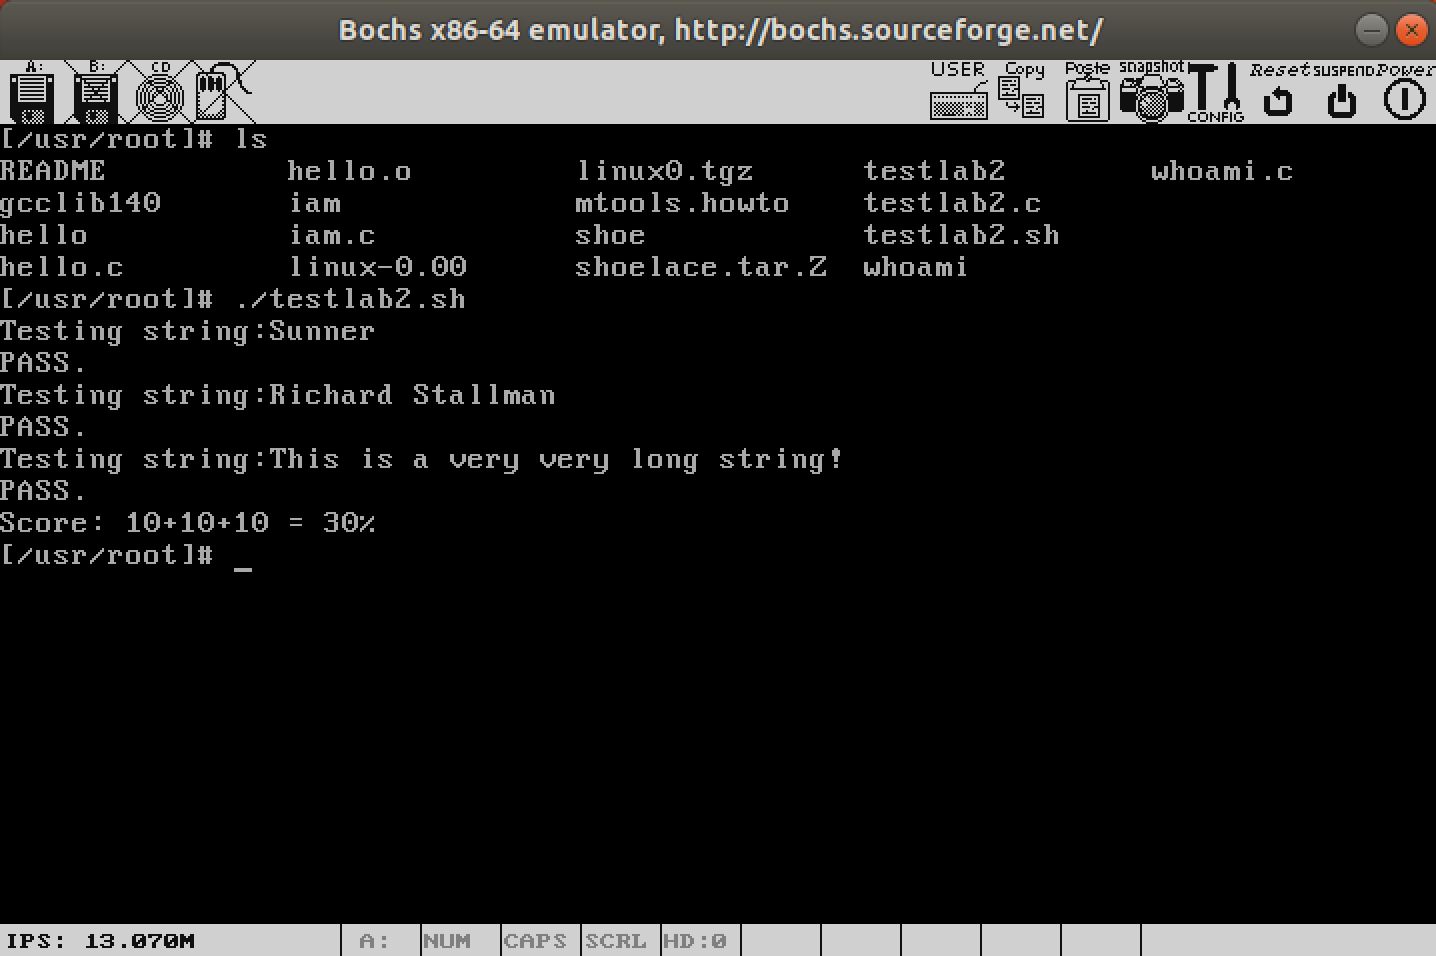 Bochs x86-64 emulator, http://bochs.sourceforge.net/
A: B: CD USER Copy Paste snapshot CONFIG Reset SUSPEND Power
[/usr/root]# ls
README hello.o linux0.tgz testlab2 whoami.c
gcclib140 iam mtools.howto testlab2.c
hello iam.c shoe testlab2.sh
hello.c linux-0.00 shoelace.tar.Z whoami
[/usr/root]# ./testlab2.sh
Testing string:Sunner
PASS.
Testing string:Richard Stallman
PASS.
Testing string:This is a very very long string!
PASS.
Score: 10+10+10 = 30%
[/usr/root]# _
IPS: 13.070M A: NUM CAPS SCRL HD:0